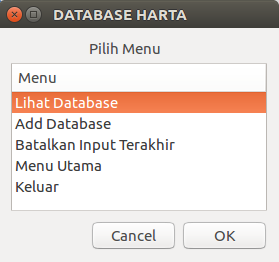 DATABASE HARTA
Pilih Menu
Menu
Lihat Database
Add Database
Batalkan Input Terakhir
Menu Utama
Keluar
Cancel OK